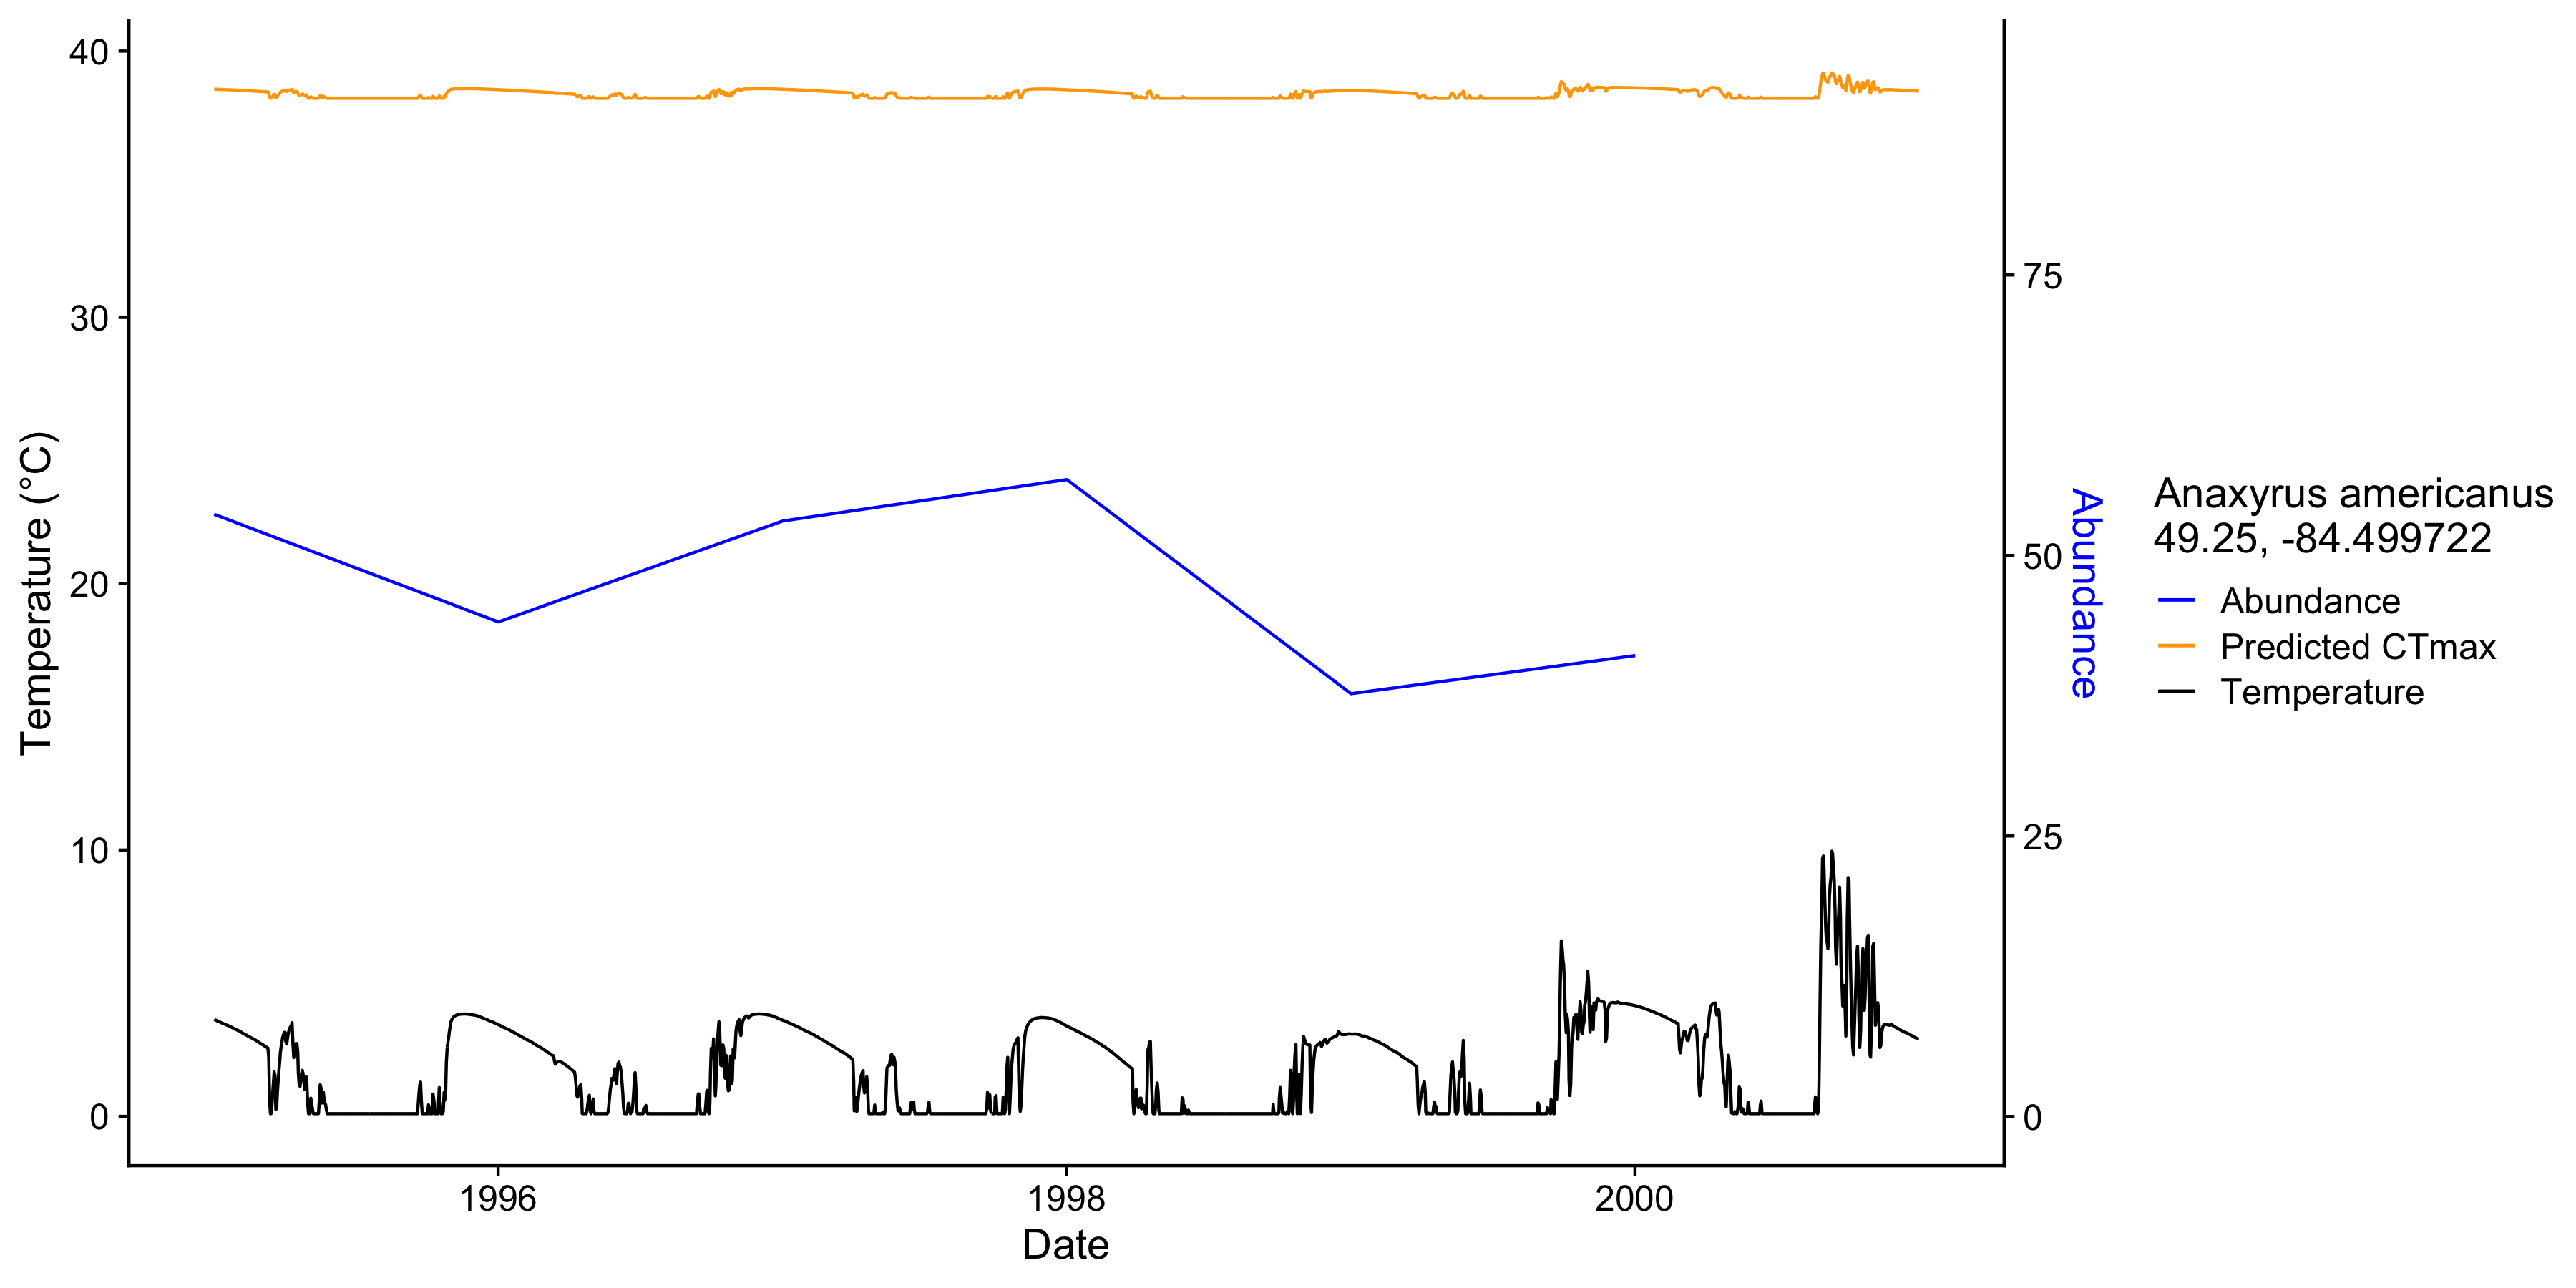 40
30
20
10
0
Temperature (°C)
1996
1998
2000
Date
75
50
25
0
Abundance
Anaxyrus americanus
49.25, -84.499722
Abundance
Predicted CTmax
Temperature